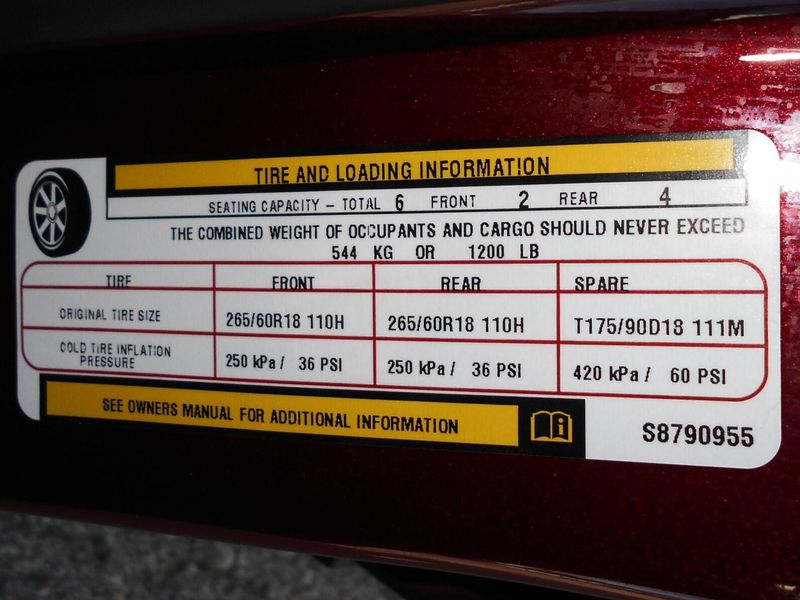 TIRE AND LOADING INFORMATION
SEATING CAPACITY – TOTAL 6 FRONT 2 REAR 4
THE COMBINED WEIGHT OF OCCUPANTS AND CARGO SHOULD NEVER EXCEED
544 KG OR 1200 LB
TIRE FRONT REAR SPARE
ORIGINAL TIRE SIZE 265/60R18 110H 265/60R18 110H T175/90D18 111M
COLD TIRE INFLATION PRESSURE 250 kPa / 36 PSI 250 kPa / 36 PSI 420 kPa / 60 PSI
SEE OWNERS MANUAL FOR ADDITIONAL INFORMATION
S8790955